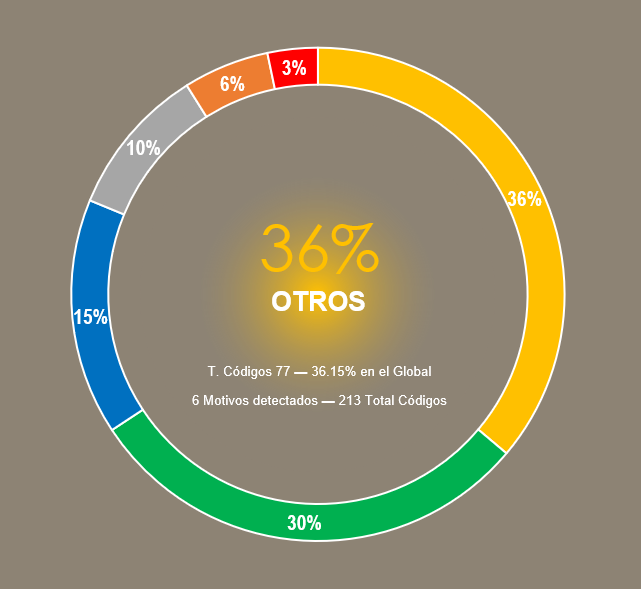 3%
6%
10%
36%
36%
OTROS
15%
T. Códigos 77 — 36.15% en el Global
6 Motivos detectados — 213 Total Códigos
30%